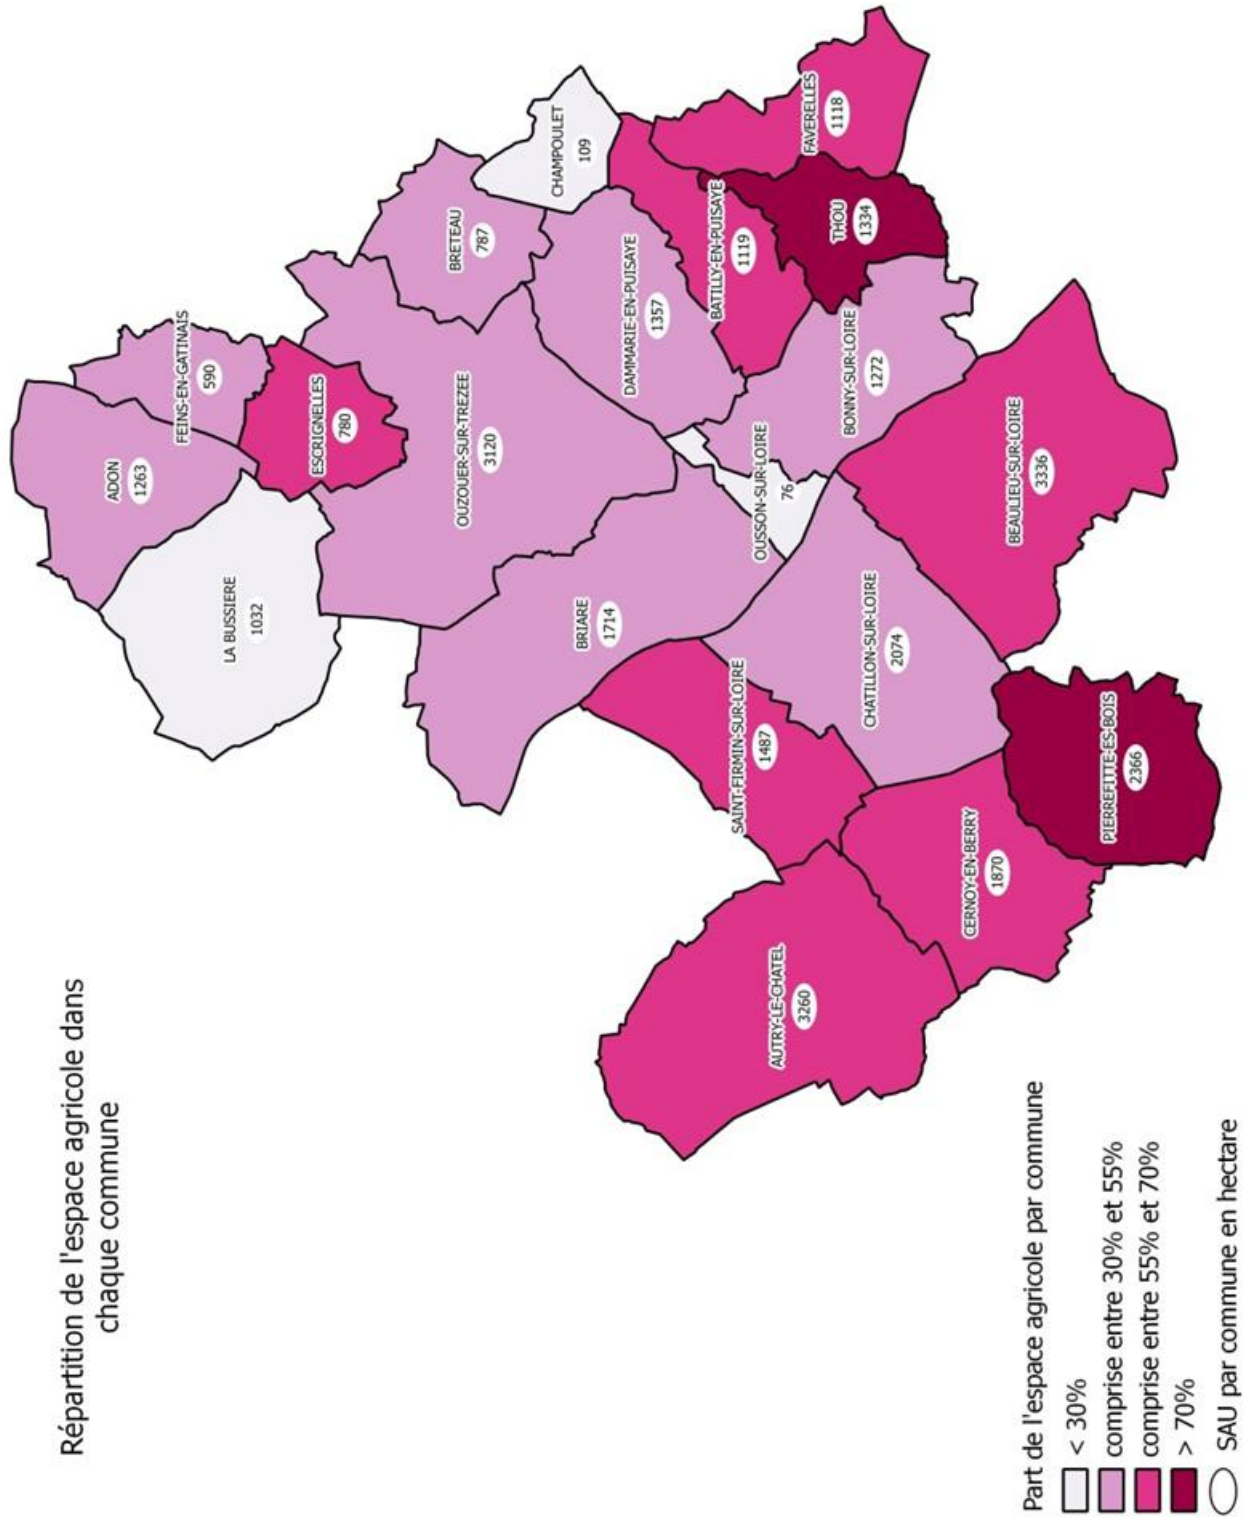 Répartition de l'espace agricole dans
chaque commune
ADON
1263
FEINS-EN-GATINAIS
590
LA BUSSIERE
1032
ESCRIGNELLES
780
OUZOUER-SUR-TREZEE
3120
BRETEAU
787
CHAMPOULET
109
BRIARE
1714
DAMMARIE-EN-PUISAYE
1357
BATILLY-EN-PUISAYE
1119
FAVERELLES
1118
THOU
1334
OUSSON-SUR-LOIRE
76
BONNY-SUR-LOIRE
1272
SAINT-FIRMIN-SUR-LOIRE
1487
CHATILLON-SUR-LOIRE
2074
BEAULIEU-SUR-LOIRE
3336
AUTRY-LE-CHATEL
3260
CERNOY-EN-BERRY
1870
PIERREFITTE-ES-BOIS
2366
Part de l'espace agricole par commune
< 30%
comprise entre 30% et 55%
comprise entre 55% et 70%
> 70%
SAU par commune en hectare